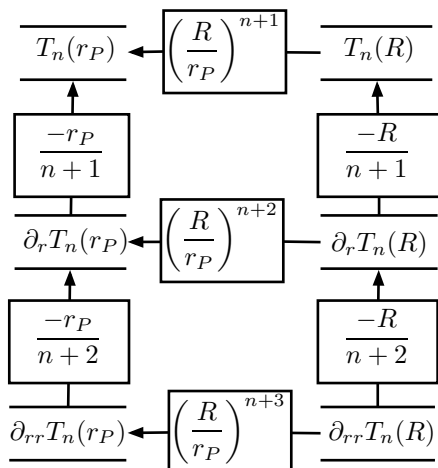 T_n(r_P) (R/r_P)^{n+1} T_n(R)
-r_P/(n+1) -R/(n+1)
∂_r T_n(r_P) (R/r_P)^{n+2} ∂_r T_n(R)
-r_P/(n+2) -R/(n+2)
∂_{rr} T_n(r_P) (R/r_P)^{n+3} ∂_{rr} T_n(R)